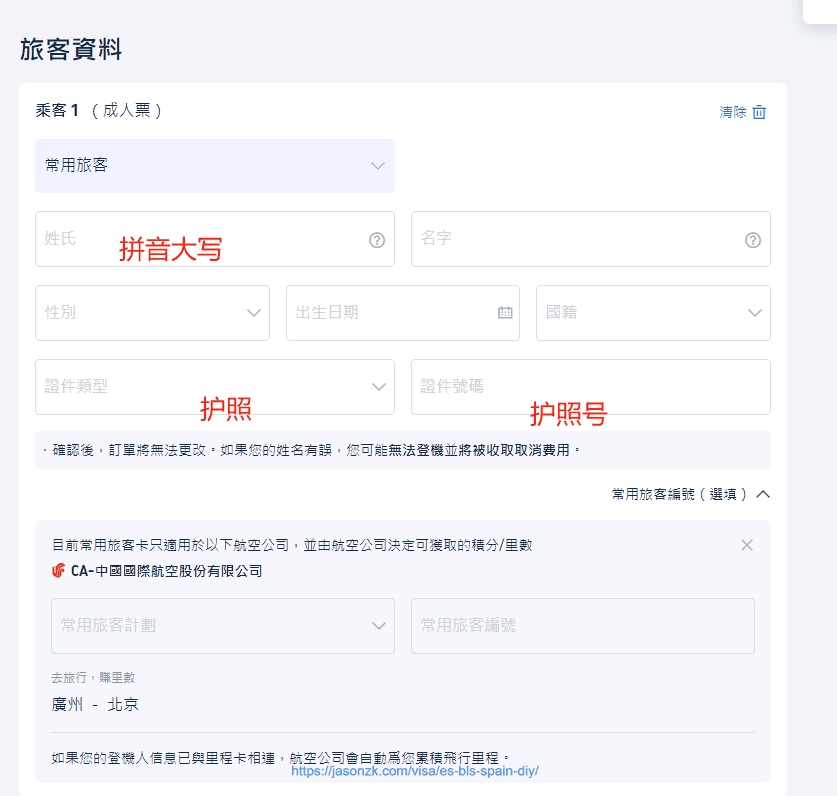 旅客資料
乘客 1 （ 成人票 ）
清除
常用旅客
姓氏
拼音大写
名字
性別
出生日期
國籍
證件類型
护照
證件號碼
护照号
· 確認後，訂單將無法更改。如果您的姓名有誤，您可能無法登機並將被收取取消費用。
常用旅客編號（ 選填 ）
目前常用旅客卡只適用於以下航空公司，並由航空公司決定可獲取的積分/里數
CA-中國國際航空股份有限公司
常用旅客計劃
常用旅客編號
去旅行，賺里數
廣州 - 北京
如果您的登機人信息已與里程卡相連，航空公司會自動爲您累積飛行里程。
https://jasonzk.com/visa/es-bls-spain-diy/